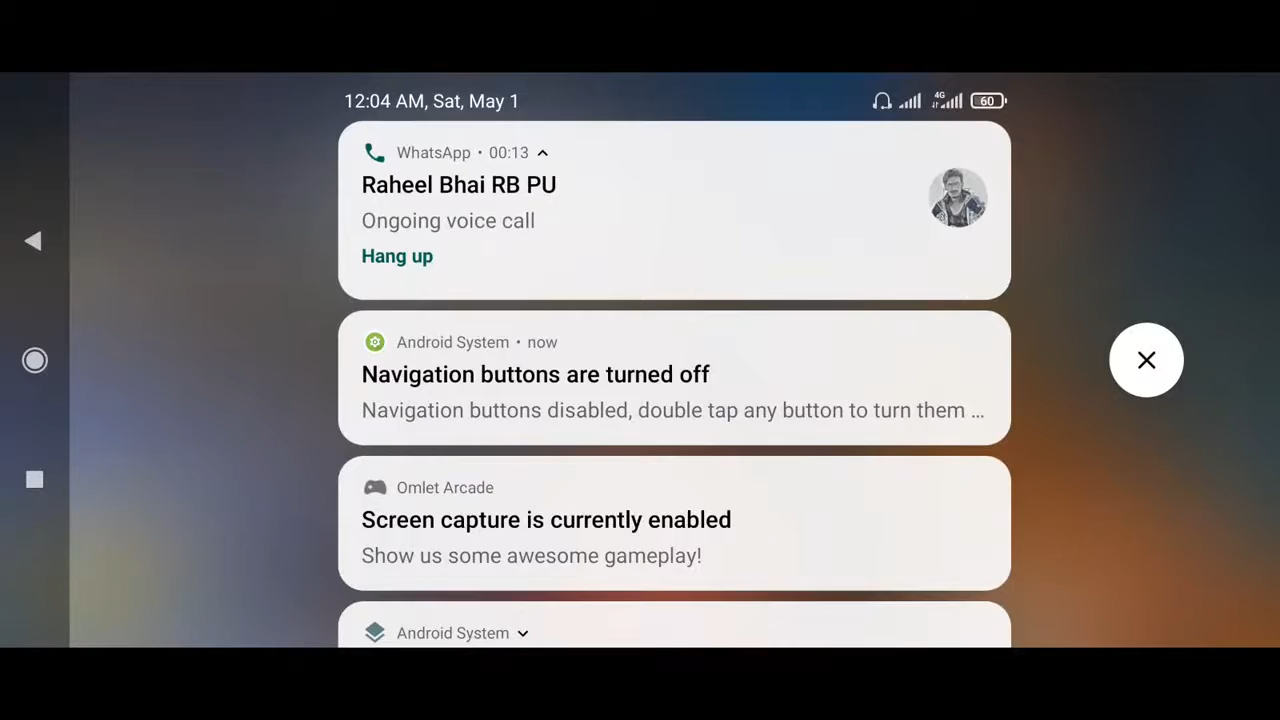 12:04 AM, Sat, May 1
4G
60
WhatsApp • 00:13
Raheel Bhai RB PU
Ongoing voice call
Hang up
Android System • now
Navigation buttons are turned off
Navigation buttons disabled, double tap any button to turn them ...
Omlet Arcade
Screen capture is currently enabled
Show us some awesome gameplay!
Android System